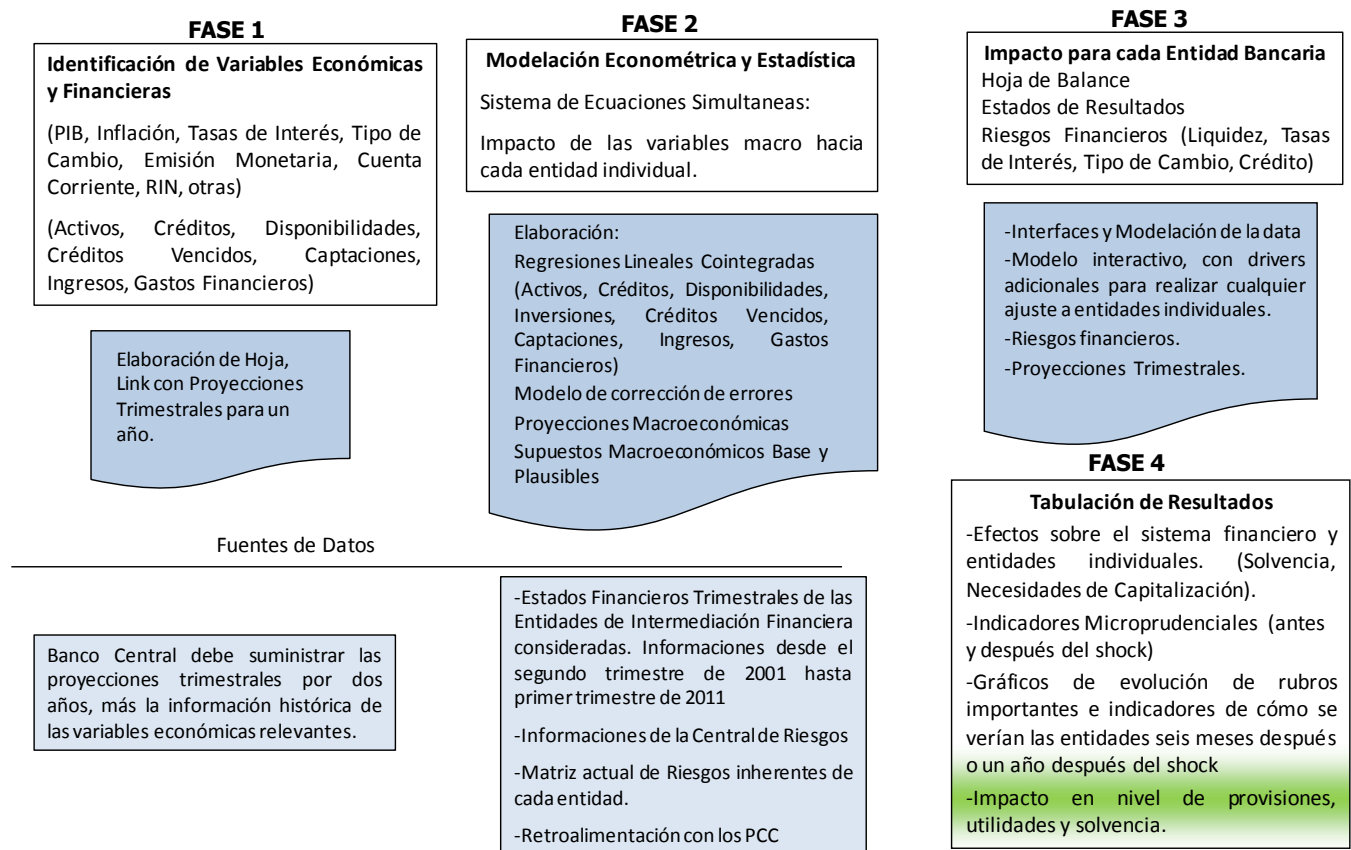 FASE 1
Identificación de Variables Económicas
y Financieras
(PIB, Inflación, Tasas de Interés, Tipo de
Cambio, Emisión Monetaria, Cuenta
Corriente, RIN, otras)
(Activos, Créditos, Disponibilidades,
Créditos Vencidos, Captaciones,
Ingresos, Gastos Financieros)
Elaboración de Hoja,
Link con Proyecciones
Trimestrales para un
año.
FASE 2
Modelación Econométrica y Estadística
Sistema de Ecuaciones Simultaneas:
Impacto de las variables macro hacia
cada entidad individual.
Elaboración:
Regresiones Lineales Cointegradas
(Activos, Créditos, Disponibilidades,
Inversiones, Créditos Vencidos,
Captaciones, Ingresos, Gastos
Financieros)
Modelo de corrección de errores
Proyecciones Macroeconómicas
Supuestos Macroeconómicos Base y
Plausibles
FASE 3
Impacto para cada Entidad Bancaria
Hoja de Balance
Estados de Resultados
Riesgos Financieros (Liquidez, Tasas
de Interés, Tipo de Cambio, Crédito)
-Interfaces y Modelación de la data
-Modelo interactivo, con drivers
adicionales para realizar cualquier
ajuste a entidades individuales.
-Riesgos financieros.
-Proyecciones Trimestrales.
FASE 4
Tabulación de Resultados
-Efectos sobre el sistema financiero y
entidades individuales. (Solvencia,
Necesidades de Capitalización).
-Indicadores Microprudenciales (antes
y después del shock)
-Gráficos de evolución de rubros
importantes e indicadores de cómo se
verían las entidades seis meses después
o un año después del shock
-Impacto en nivel de provisiones,
utilidades y solvencia.
Fuentes de Datos
Banco Central debe suministrar las
proyecciones trimestrales por dos
años, más la información histórica de
las variables económicas relevantes.
-Estados Financieros Trimestrales de las
Entidades de Intermediación Financiera
consideradas. Informaciones desde el
segundo trimestre de 2001 hasta
primer trimestre de 2011
-Informaciones de la Central de Riesgos
-Matriz actual de Riesgos inherentes de
cada entidad.
-Retroalimentación con los PCC